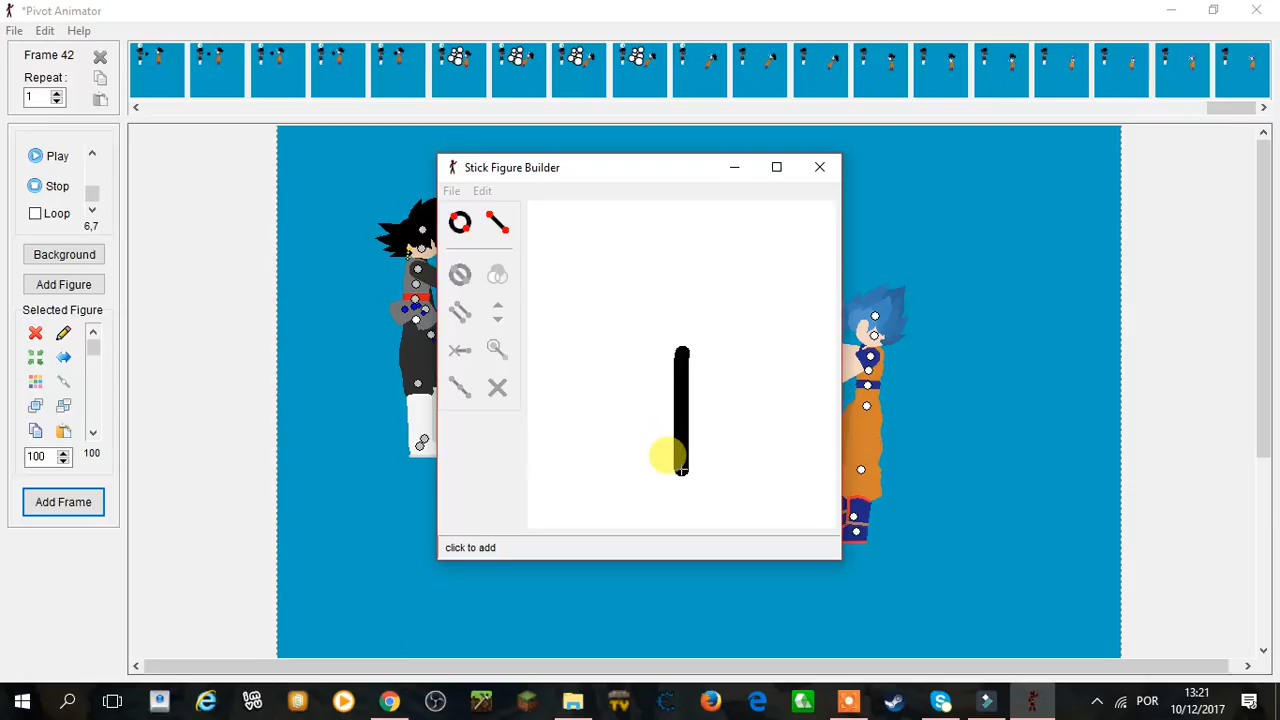 *Pivot Animator
File Edit Help
Frame 42
Repeat :
1
Play
Stop
Loop
6,7
Background
Add Figure
Selected Figure
100 100
Add Frame
Stick Figure Builder
File Edit
click to add
TV
POR
13:21
10/12/2017